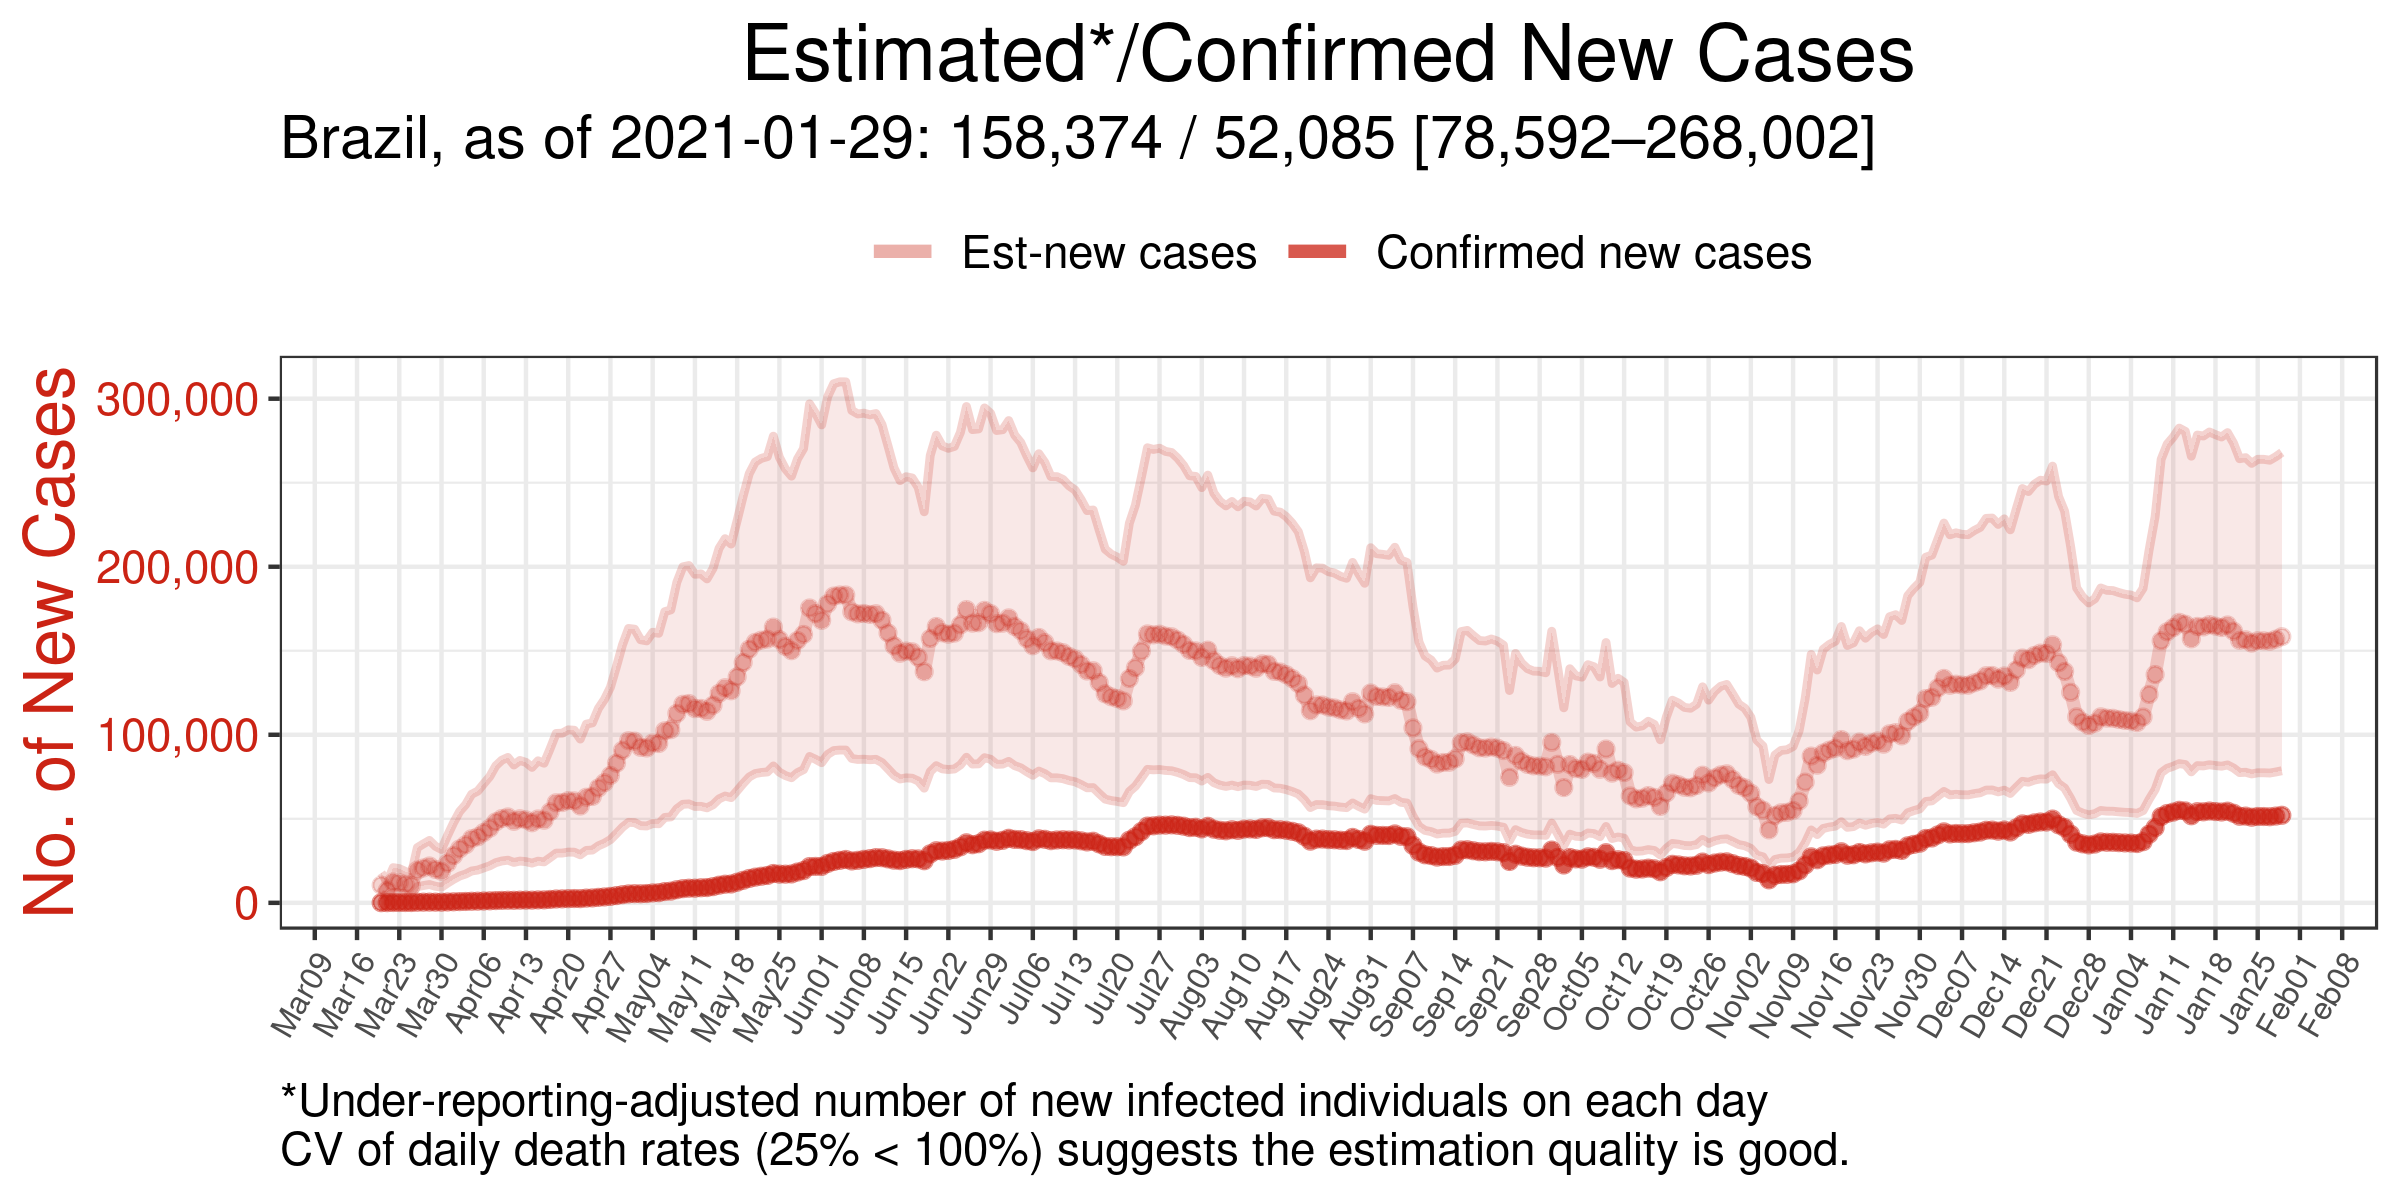 Estimated*/Confirmed New Cases
Brazil, as of 2021-01-29: 158,374 / 52,085 [78,592–268,002]
Est-new cases Confirmed new cases
No. of New Cases
300,000
200,000
100,000
0
Mar09 Mar16 Mar23 Mar30 Apr06 Apr13 Apr20 Apr27 May04 May11 May18 May25 Jun01 Jun08 Jun15 Jun22 Jun29 Jul06 Jul13 Jul20 Jul27 Aug03 Aug10 Aug17 Aug24 Aug31 Sep07 Sep14 Sep21 Sep28 Oct05 Oct12 Oct19 Oct26 Nov02 Nov09 Nov16 Nov23 Nov30 Dec07 Dec14 Dec21 Dec28 Jan04 Jan11 Jan18 Jan25 Feb01 Feb08
*Under-reporting-adjusted number of new infected individuals on each day
CV of daily death rates (25% < 100%) suggests the estimation quality is good.